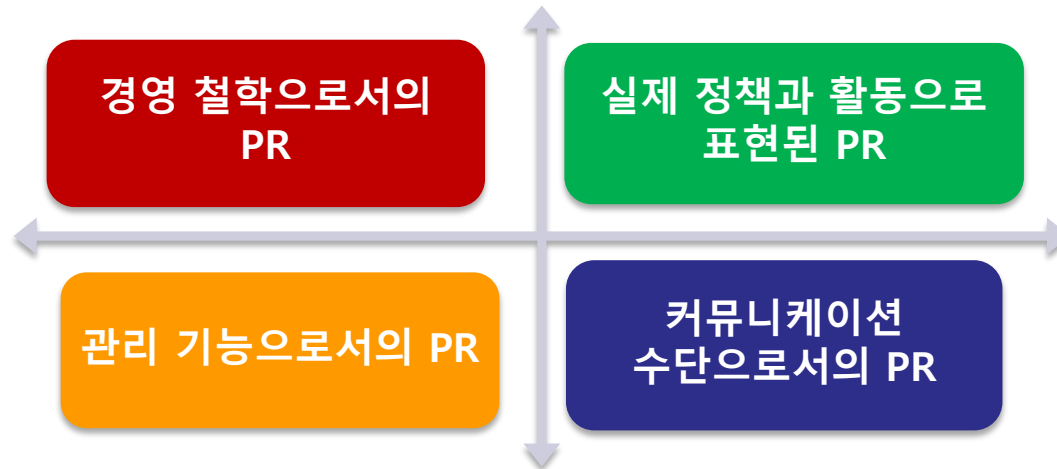 경영 철학으로서의
PR
실제 정책과 활동으로
표현된 PR
관리 기능으로서의 PR
커뮤니케이션
수단으로서의 PR